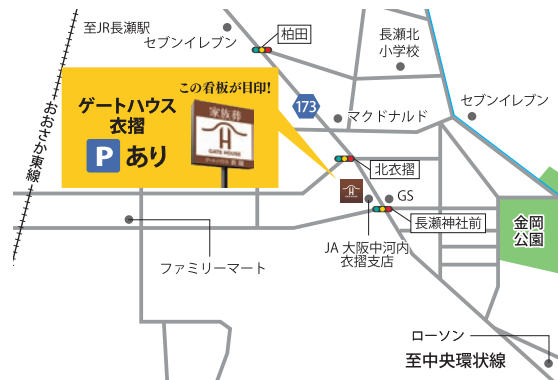 至JR長瀬駅
セブンイレブン
柏田
長瀬北
小学校
この看板が目印!
ゲートハウス
衣摺
P あり
家族葬
GATE HOUSE
173
マクドナルド
セブンイレブン
おおさか東線
北衣摺
GS
長瀬神社前
金岡
公園
JA 大阪中河内
衣摺支店
ファミリーマート
ローソン
至中央環状線